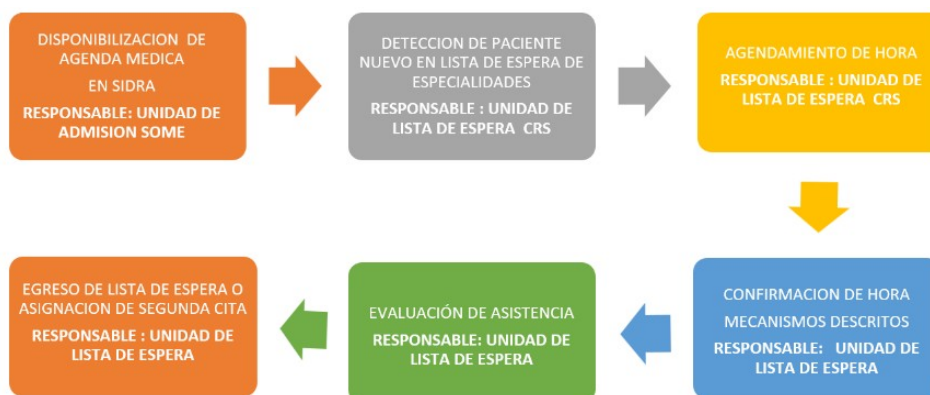 DISPONIBILIZACION DE
AGENDA MEDICA
EN SIDRA
RESPONSABLE: UNIDAD DE
ADMISION SOME
DETECCION DE PACIENTE
NUEVO EN LISTA DE ESPERA DE
ESPECIALIDADES
RESPONSABLE : UNIDAD DE
LISTA DE ESPERA CRS
AGENDAMIENTO DE HORA
RESPONSABLE : UNIDAD DE
LISTA DE ESPERA CRS
CONFIRMACION DE HORA
MECANISMOS DESCRITOS
RESPONSABLE: UNIDAD DE
LISTA DE ESPERA
EVALUACIÓN DE ASISTENCIA
RESPONSABLE: UNIDAD DE
LISTA DE ESPERA
EGRESO DE LISTA DE ESPERA O
ASIGNACION DE SEGUNDA CITA
RESPONSABLE : UNIDAD DE
LISTA DE ESPERA